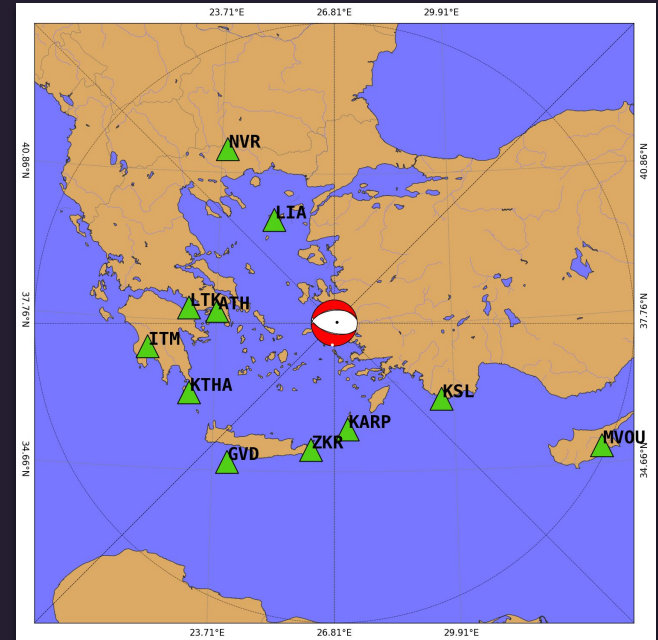 23.71°E 26.81°E 29.91°E
NVR
40.86°N 40.86°N
LIA
LTK ATH
37.76°N 37.76°N
ITM
KTHA KSL
KARP
ZKR MVOU
GVD
34.66°N 34.66°N
23.71°E 26.81°E 29.91°E